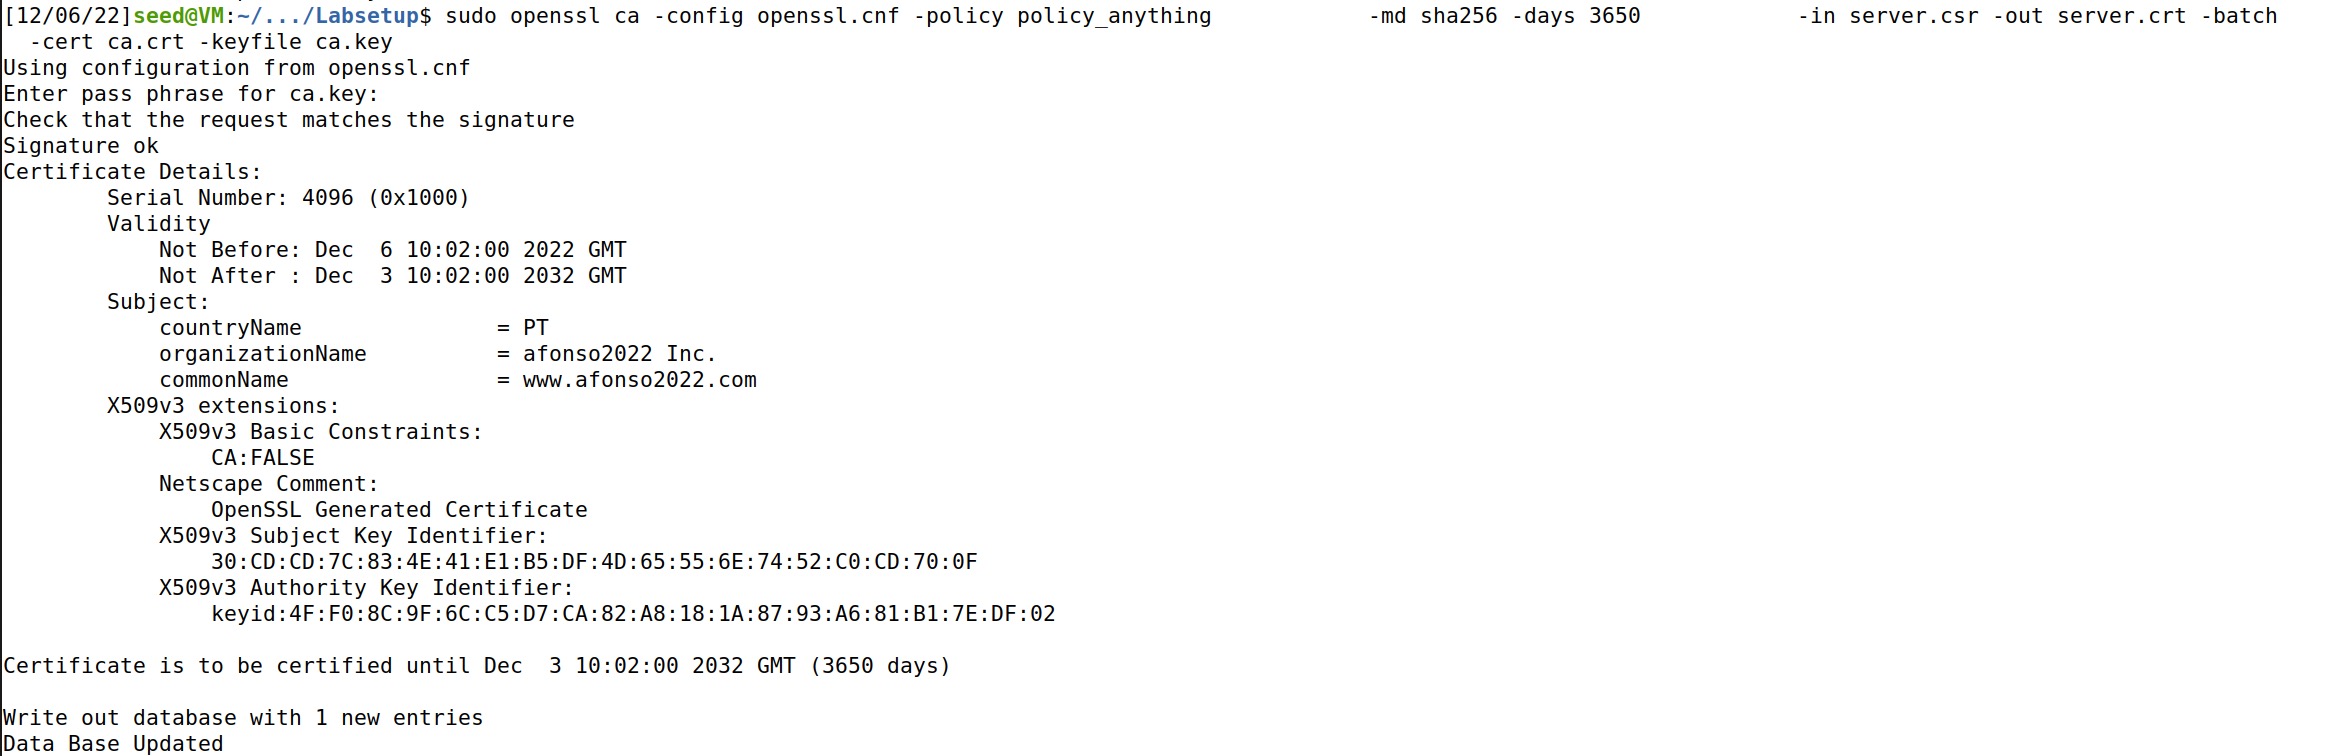 [12/06/22]seed@VM:~/.../Labsetup$ sudo openssl ca -config openssl.cnf -policy policy_anything            -md sha256 -days 3650            -in server.csr -out server.crt -batch
  -cert ca.crt -keyfile ca.key
Using configuration from openssl.cnf
Enter pass phrase for ca.key:
Check that the request matches the signature
Signature ok
Certificate Details:
        Serial Number: 4096 (0x1000)
        Validity
            Not Before: Dec  6 10:02:00 2022 GMT
            Not After : Dec  3 10:02:00 2032 GMT
        Subject:
            countryName               = PT
            organizationName          = afonso2022 Inc.
            commonName                = www.afonso2022.com
        X509v3 extensions:
            X509v3 Basic Constraints:
                CA:FALSE
            Netscape Comment:
                OpenSSL Generated Certificate
            X509v3 Subject Key Identifier:
                30:CD:CD:7C:83:4E:41:E1:B5:DF:4D:65:55:6E:74:52:C0:CD:70:0F
            X509v3 Authority Key Identifier:
                keyid:4F:F0:8C:9F:6C:C5:D7:CA:82:A8:18:1A:87:93:A6:81:B1:7E:DF:02

Certificate is to be certified until Dec  3 10:02:00 2032 GMT (3650 days)

Write out database with 1 new entries
Data Base Updated